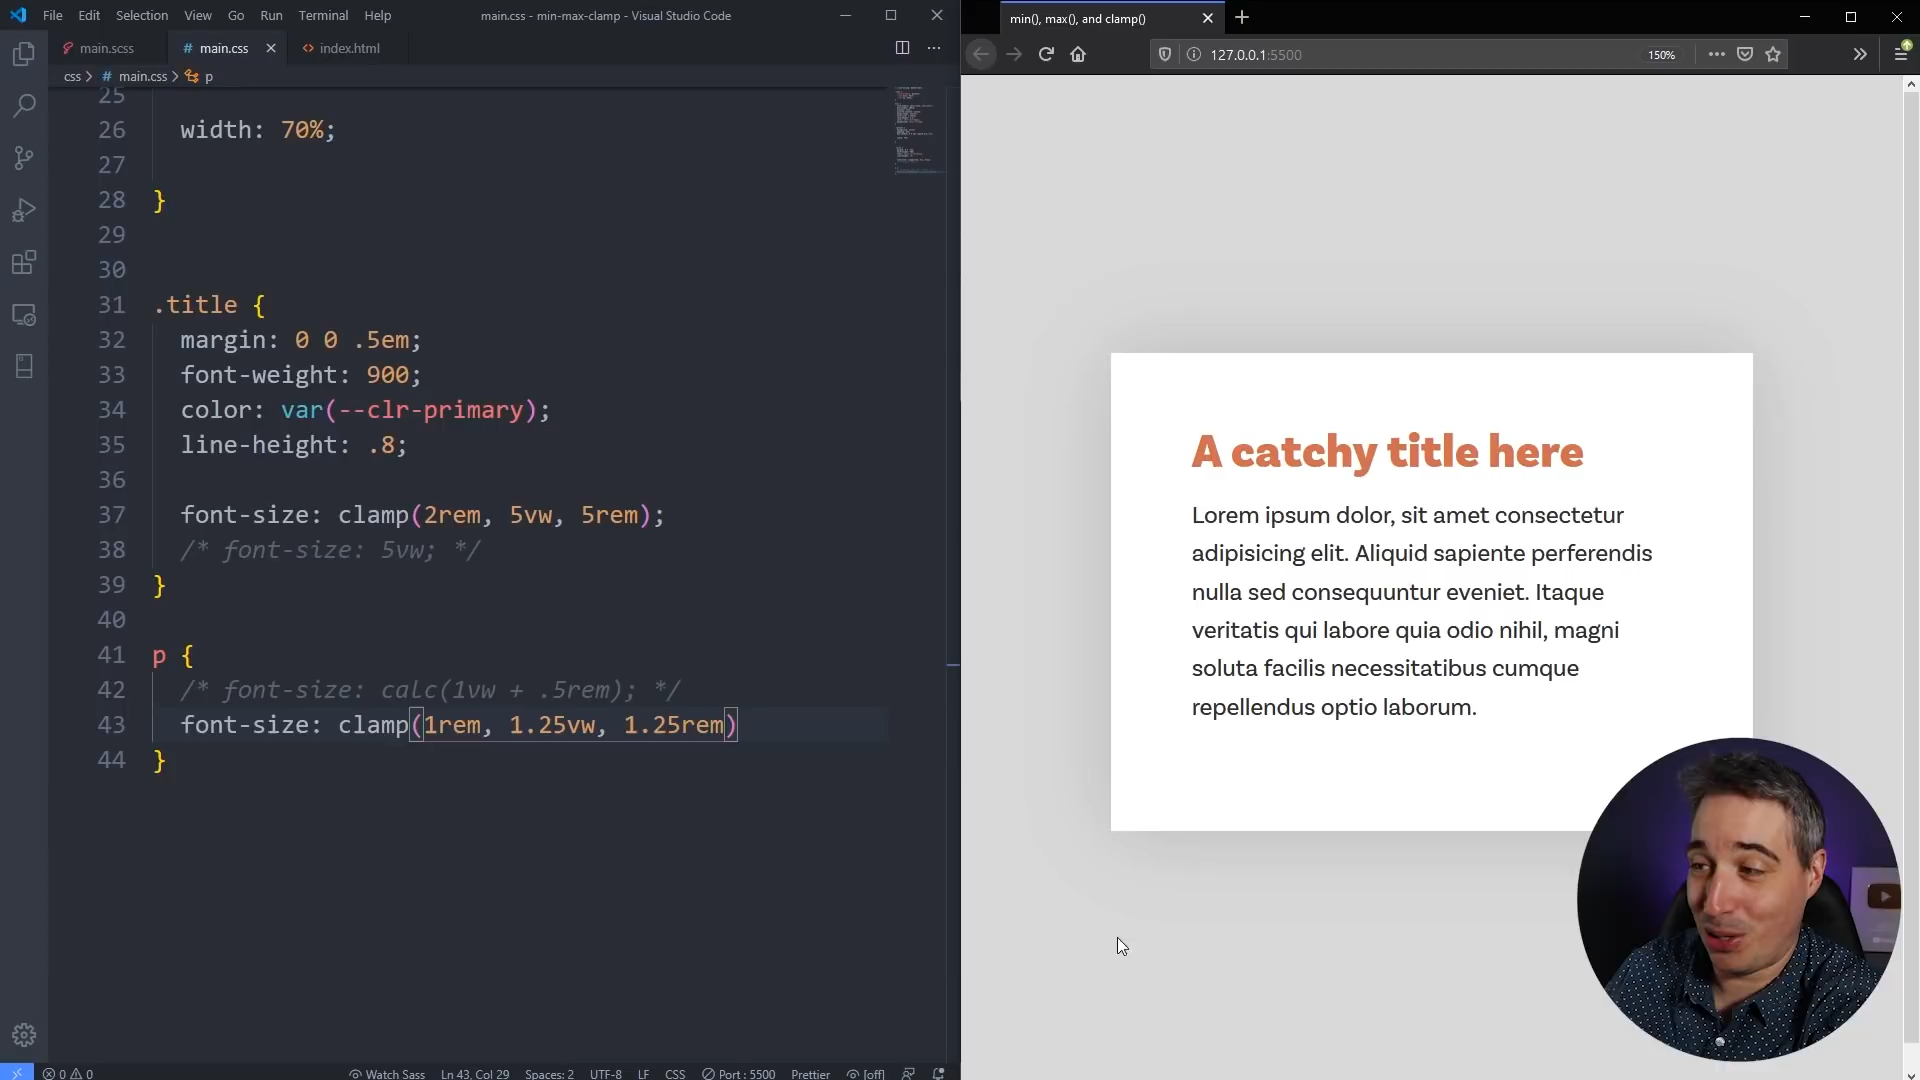 File Edit Selection View Go Run Terminal Help
main.css - min-max-clamp - Visual Studio Code
main.scss
# main.css
<> index.html
css > # main.css > p
25
26 width: 70%;
27
28 }
29
30
31 .title {
32 margin: 0 0 .5em;
33 font-weight: 900;
34 color: var(--clr-primary);
35 line-height: .8;
36
37 font-size: clamp(2rem, 5vw, 5rem);
38 /* font-size: 5vw; */
39 }
40
41 p {
42 /* font-size: calc(1vw + .5rem); */
43 font-size: clamp(1rem, 1.25vw, 1.25rem)
44 }
0 0
Watch Sass Ln 43, Col 29 Spaces: 2 UTF-8 LF CSS Port : 5500 Prettier [off]
min(), max(), and clamp()
127.0.0.1:5500
150%
A catchy title here
Lorem ipsum dolor, sit amet consectetur
adipisicing elit. Aliquid sapiente perferendis
nulla sed consequuntur eveniet. Itaque
veritatis qui labore quia odio nihil, magni
soluta facilis necessitatibus cumque
repellendus optio laborum.